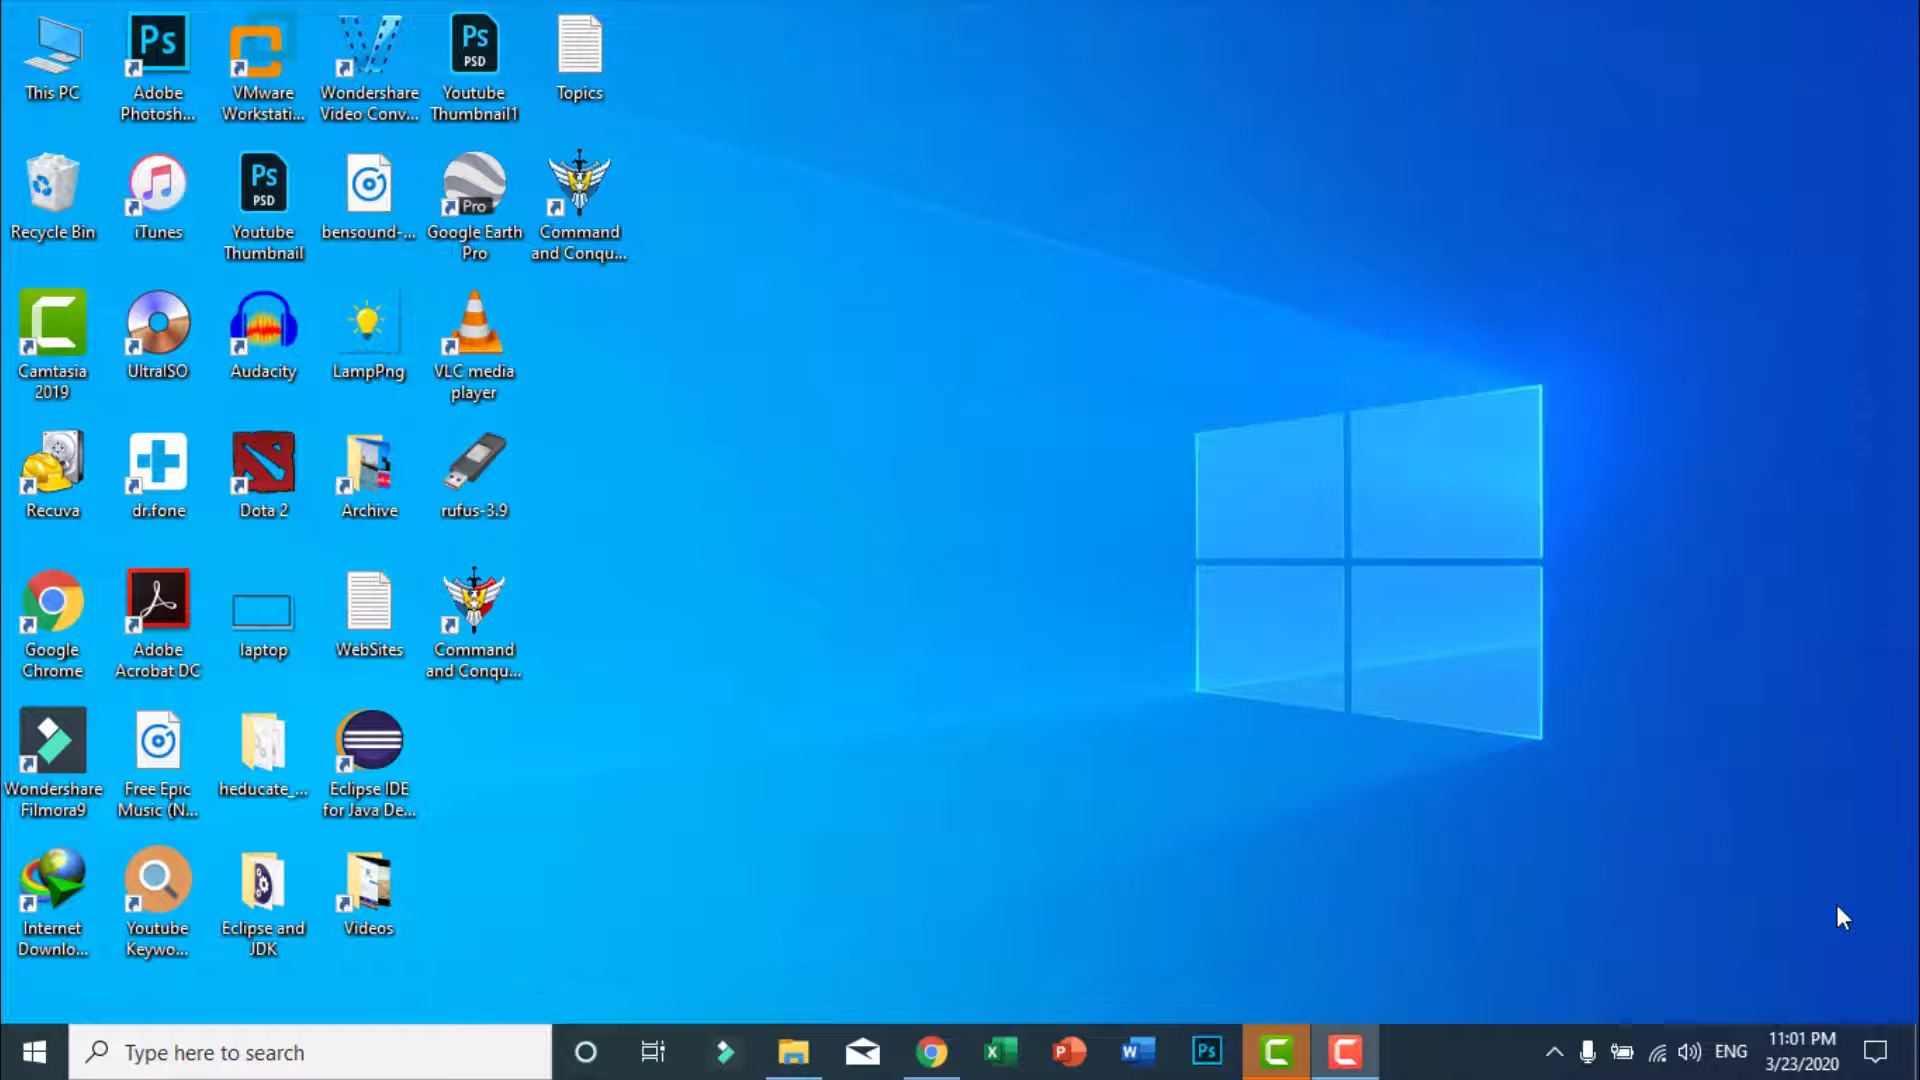 This PC
Adobe
Photosh...
VMware
Workstati...
Wondershare
Video Conv...
Ps
PSD
Youtube
Thumbnail1
Topics
Ps
Recycle Bin
iTunes
Ps
PSD
Youtube
Thumbnail
bensound-...
Pro
Google Earth
Pro
Command
and Conqu...
Camtasia
2019
UltraISO
Audacity
LampPng
VLC media
player
Recuva
dr.fone
Dota 2
Archive
rufus-3.9
Google
Chrome
Adobe
Acrobat DC
laptop
WebSites
Command
and Conqu...
Wondershare
Filmora9
Free Epic
Music (N...
heducate_...
Eclipse IDE
for Java De...
Internet
Downlo...
Youtube
Keywo...
Eclipse and
JDK
Videos
Type here to search
Ps
ENG
11:01 PM
3/23/2020